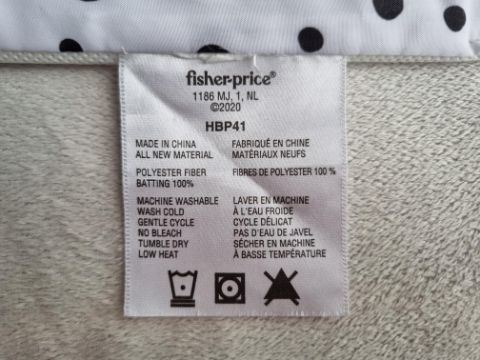 fisher-price®
1186 MJ, 1, NL
©2020
HBP41
MADE IN CHINA
ALL NEW MATERIAL
POLYESTER FIBER
BATTING 100%
MACHINE WASHABLE
WASH COLD
GENTLE CYCLE
NO BLEACH
TUMBLE DRY
LOW HEAT
FABRIQUÉ EN CHINE
MATÉRIAUX NEUFS
FIBRES DE POLYESTER 100 %
LAVER EN MACHINE
À L'EAU FROIDE
CYCLE DÉLICAT
PAS D'EAU DE JAVEL
SÉCHER EN MACHINE
À BASSE TEMPÉRATURE